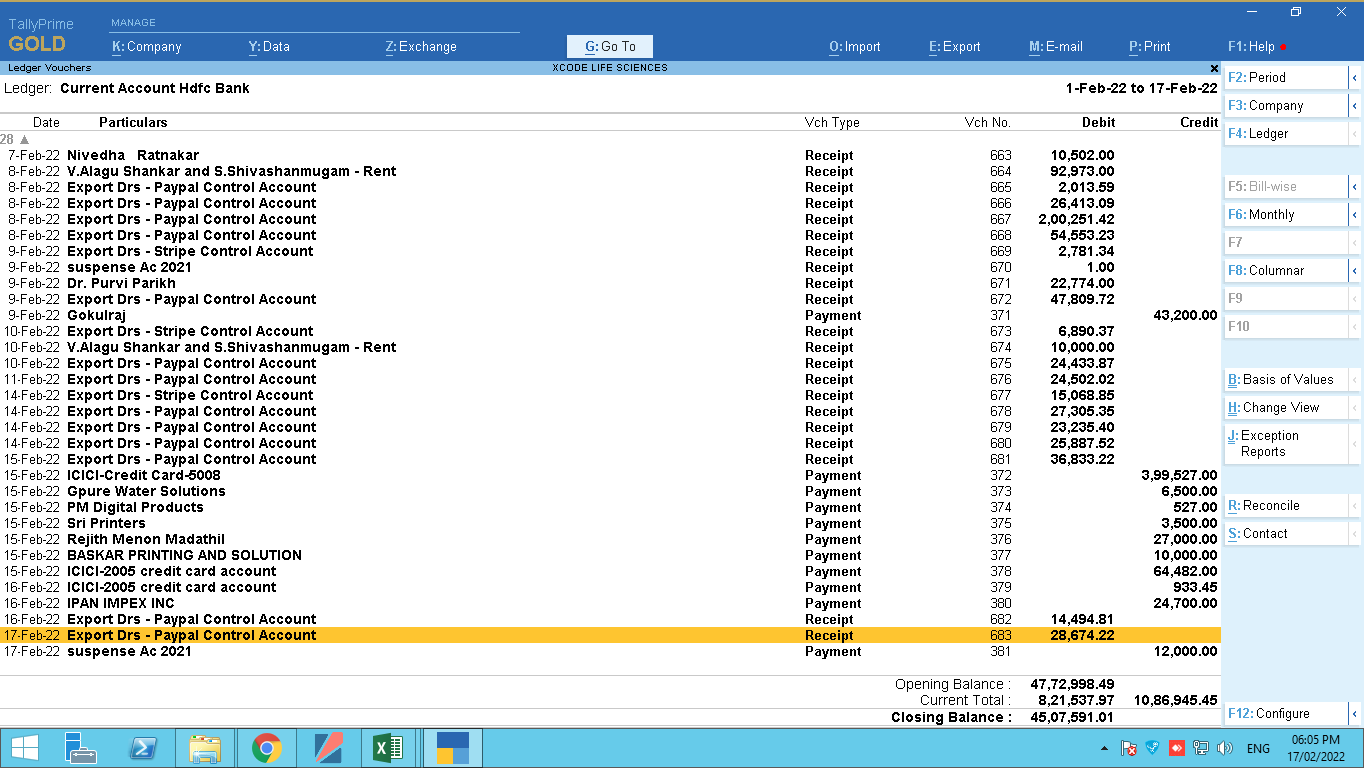 TallyPrime
GOLD
MANAGE
K: Company Y: Data Z: Exchange G: Go To O: Import E: Export M: E-mail P: Print F1: Help
Ledger Vouchers XCODE LIFE SCIENCES
Ledger: Current Account Hdfc Bank 1-Feb-22 to 17-Feb-22
Date Particulars Vch Type Vch No. Debit Credit
28
7-Feb-22 Nivedha Ratnakar Receipt 663 10,502.00
8-Feb-22 V.Alagu Shankar and S.Shivashanmugam - Rent Receipt 664 92,973.00
8-Feb-22 Export Drs - Paypal Control Account Receipt 665 2,013.59
8-Feb-22 Export Drs - Paypal Control Account Receipt 666 26,413.09
8-Feb-22 Export Drs - Paypal Control Account Receipt 667 2,00,251.42
8-Feb-22 Export Drs - Paypal Control Account Receipt 668 54,553.23
9-Feb-22 Export Drs - Stripe Control Account Receipt 669 2,781.34
9-Feb-22 suspense Ac 2021 Receipt 670 1.00
9-Feb-22 Dr. Purvi Parikh Receipt 671 22,774.00
9-Feb-22 Export Drs - Paypal Control Account Receipt 672 47,809.72
9-Feb-22 Gokulraj Payment 371 43,200.00
10-Feb-22 Export Drs - Stripe Control Account Receipt 673 6,890.37
10-Feb-22 V.Alagu Shankar and S.Shivashanmugam - Rent Receipt 674 10,000.00
10-Feb-22 Export Drs - Paypal Control Account Receipt 675 24,433.87
11-Feb-22 Export Drs - Paypal Control Account Receipt 676 24,502.02
14-Feb-22 Export Drs - Stripe Control Account Receipt 677 15,068.85
14-Feb-22 Export Drs - Paypal Control Account Receipt 678 27,305.35
14-Feb-22 Export Drs - Paypal Control Account Receipt 679 23,235.40
14-Feb-22 Export Drs - Paypal Control Account Receipt 680 25,887.52
15-Feb-22 Export Drs - Paypal Control Account Receipt 681 36,833.22
15-Feb-22 ICICI-Credit Card-5008 Payment 372 3,99,527.00
15-Feb-22 Gpure Water Solutions Payment 373 6,500.00
15-Feb-22 PM Digital Products Payment 374 527.00
15-Feb-22 Sri Printers Payment 375 3,500.00
15-Feb-22 Rejith Menon Madathil Payment 376 27,000.00
15-Feb-22 BASKAR PRINTING AND SOLUTION Payment 377 10,000.00
15-Feb-22 ICICI-2005 credit card account Payment 378 64,482.00
16-Feb-22 ICICI-2005 credit card account Payment 379 933.45
16-Feb-22 IPAN IMPEX INC Payment 380 24,700.00
16-Feb-22 Export Drs - Paypal Control Account Receipt 682 14,494.81
17-Feb-22 Export Drs - Paypal Control Account Receipt 683 28,674.22
17-Feb-22 suspense Ac 2021 Payment 381 12,000.00
Opening Balance : 47,72,998.49
Current Total : 8,21,537.97 10,86,945.45
Closing Balance : 45,07,591.01
F2: Period
F3: Company
F4: Ledger
F5: Bill-wise
F6: Monthly
F7
F8: Columnar
F9
F10
B: Basis of Values
H: Change View
J: Exception
Reports
R: Reconcile
S: Contact
F12: Configure
ENG
06:05 PM
17/02/2022